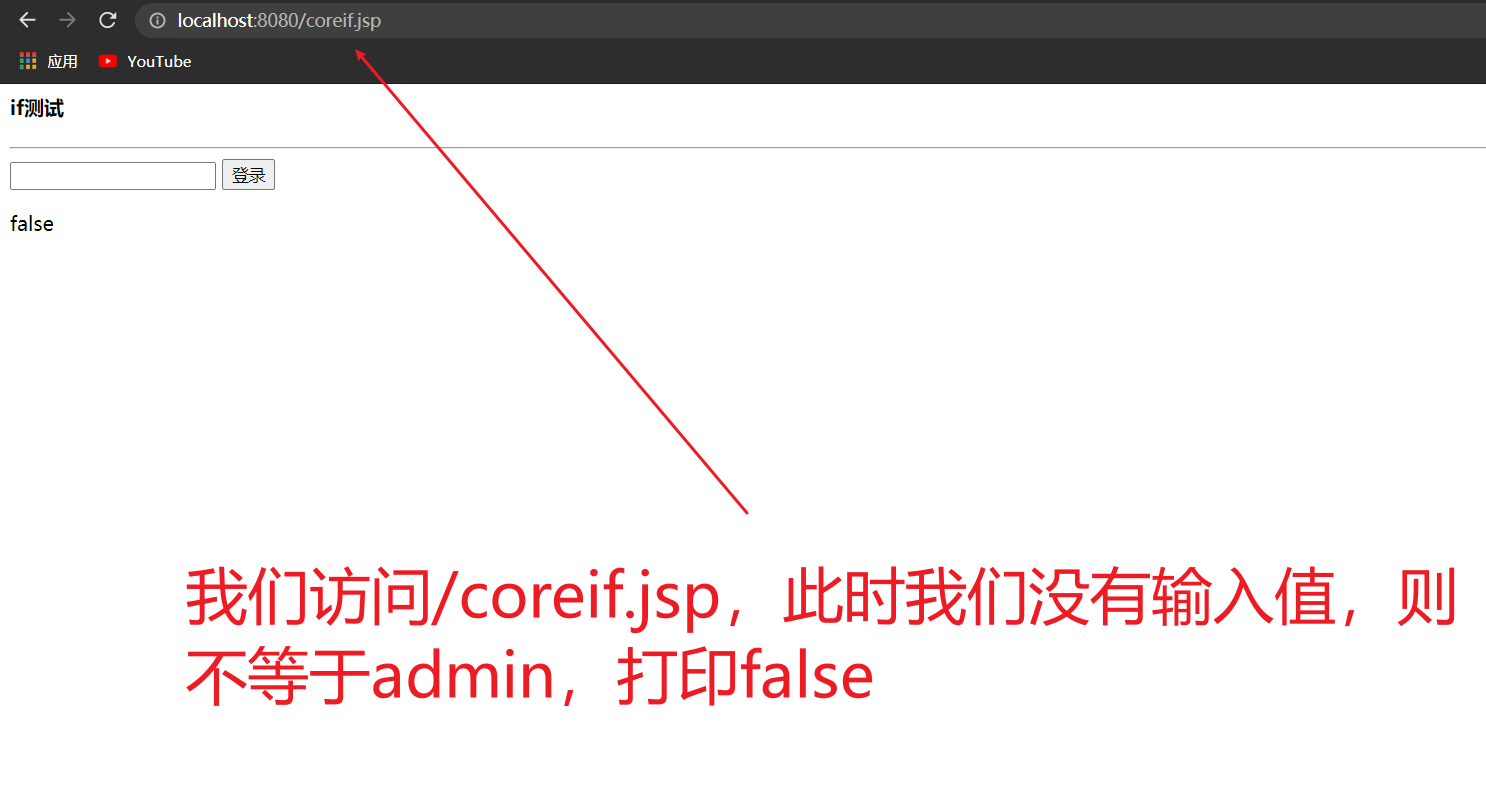 localhost:8080/coreif.jsp
应用 YouTube
if测试
登录
false
我们访问/coreif.jsp，此时我们没有输入值，则
不等于admin，打印false